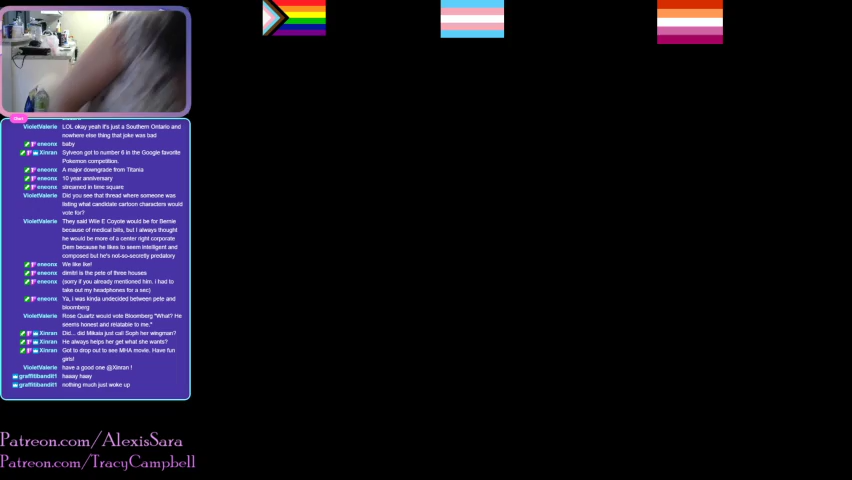 Chat
VioletValerie LOL okay yeah it's just a Southern Ontario and
nowhere else thing that joke was bad
eneonx baby
Xinran Sylveon got to number 6 in the Google favorite
Pokemon competition.
eneonx A major downgrade from Titania
eneonx 10 year anniversary
eneonx streamed in time square
VioletValerie Did you see that thread where someone was
listing what candidate cartoon characters would
vote for?
VioletValerie They said Wile E Coyote would be for Bernie
because of medical bills, but I always thought
he would be more of a center right corporate
Dem because he likes to seem intelligent and
composed but he's not-so-secretly predatory
eneonx We like Ike!
eneonx dimitri is the pete of three houses
eneonx (sorry if you already mentioned him. i had to
take out my headphones for a sec)
eneonx Ya, i was kinda undecided between pete and
bloomberg
VioletValerie Rose Quartz would vote Bloomberg "What? He
seems honest and relatable to me."
Xinran Did... did Mikaia just call Soph her wingman?
Xinran He always helps her get what she wants?
Xinran Got to drop out to see MHA movie. Have fun
girls!
VioletValerie have a good one @Xinran !
graffitibandit1 haaay haay
graffitibandit1 nothing much just woke up
Patreon.com/AlexisSara
Patreon.com/TracyCampbell